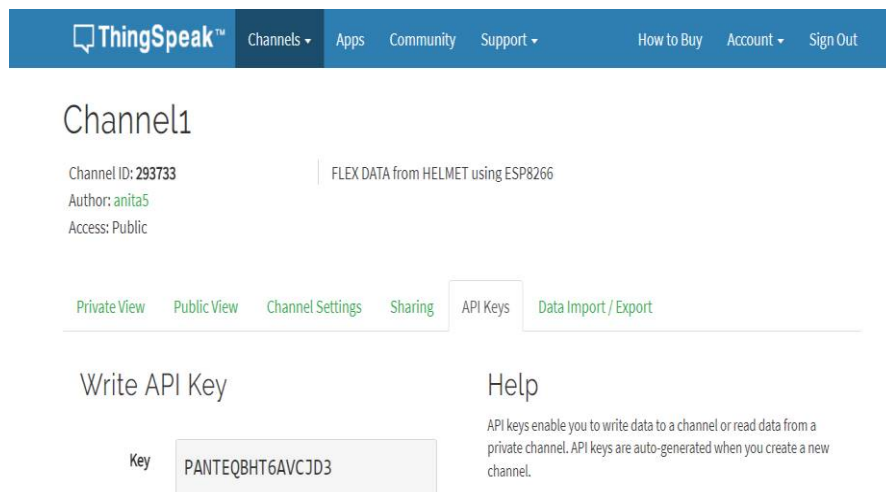 ThingSpeak™ Channels Apps Community Support How to Buy Account Sign Out
Channel1
Channel ID: 293733 FLEX DATA from HELMET using ESP8266
Author: anita5
Access: Public
Private View Public View Channel Settings Sharing API Keys Data Import / Export
Write API Key
Key PANTEQBHT6AVCJD3
Help
API keys enable you to write data to a channel or read data from a
private channel. API keys are auto-generated when you create a new
channel.